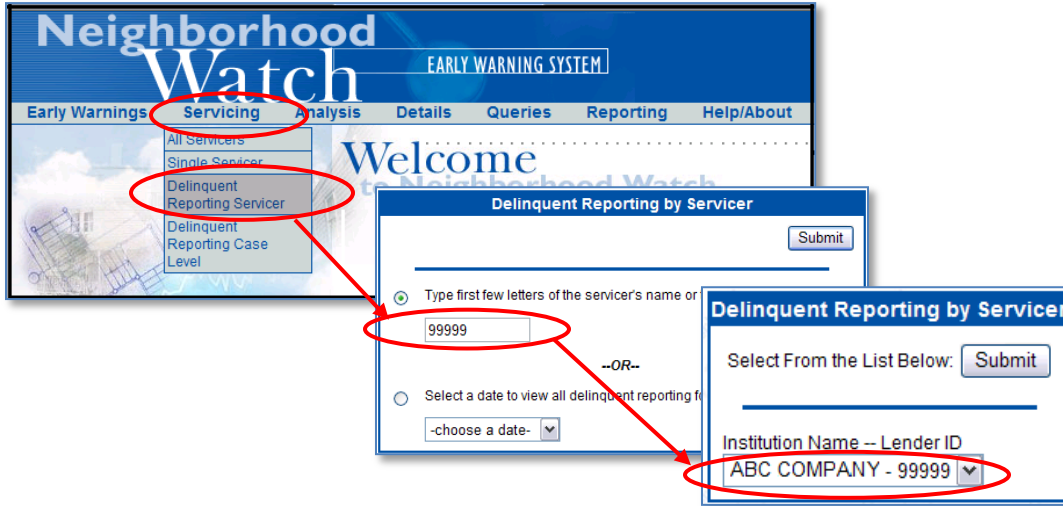 Neighborhood
Watch
EARLY WARNING SYSTEM
Early Warnings Servicing Analysis Details Queries Reporting Help/About
All Servicers
Single Servicer
Delinquent
Reporting Servicer
Delinquent
Reporting Case
Level
Welcome
to Neighborhood Watch
Delinquent Reporting by Servicer
Submit
Type first few letters of the servicer's name or
99999
--OR--
Select a date to view all delinquent reporting
-choose a date-
Delinquent Reporting by Servicer
Select From the List Below: Submit
Institution Name -- Lender ID
ABC COMPANY - 99999